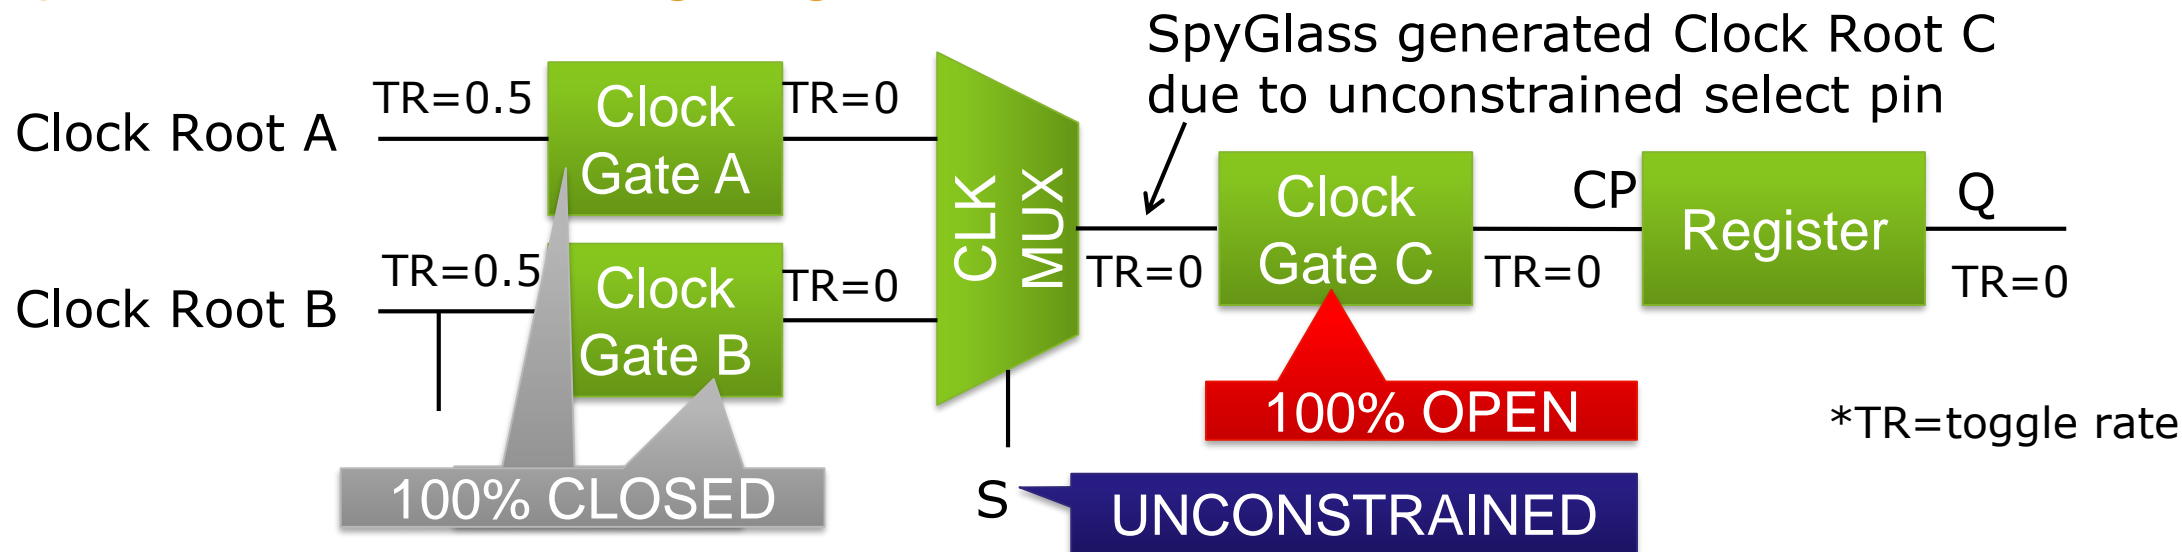 SpyGlass generated Clock Root C
due to unconstrained select pin
Clock Root A
TR=0.5
Clock
Gate A
TR=0
CLK
MUX
TR=0
Clock
Gate C
TR=0
CP
Register
Q
TR=0
Clock Root B
TR=0.5
Clock
Gate B
TR=0
100% OPEN
*TR=toggle rate
100% CLOSED
S
UNCONSTRAINED